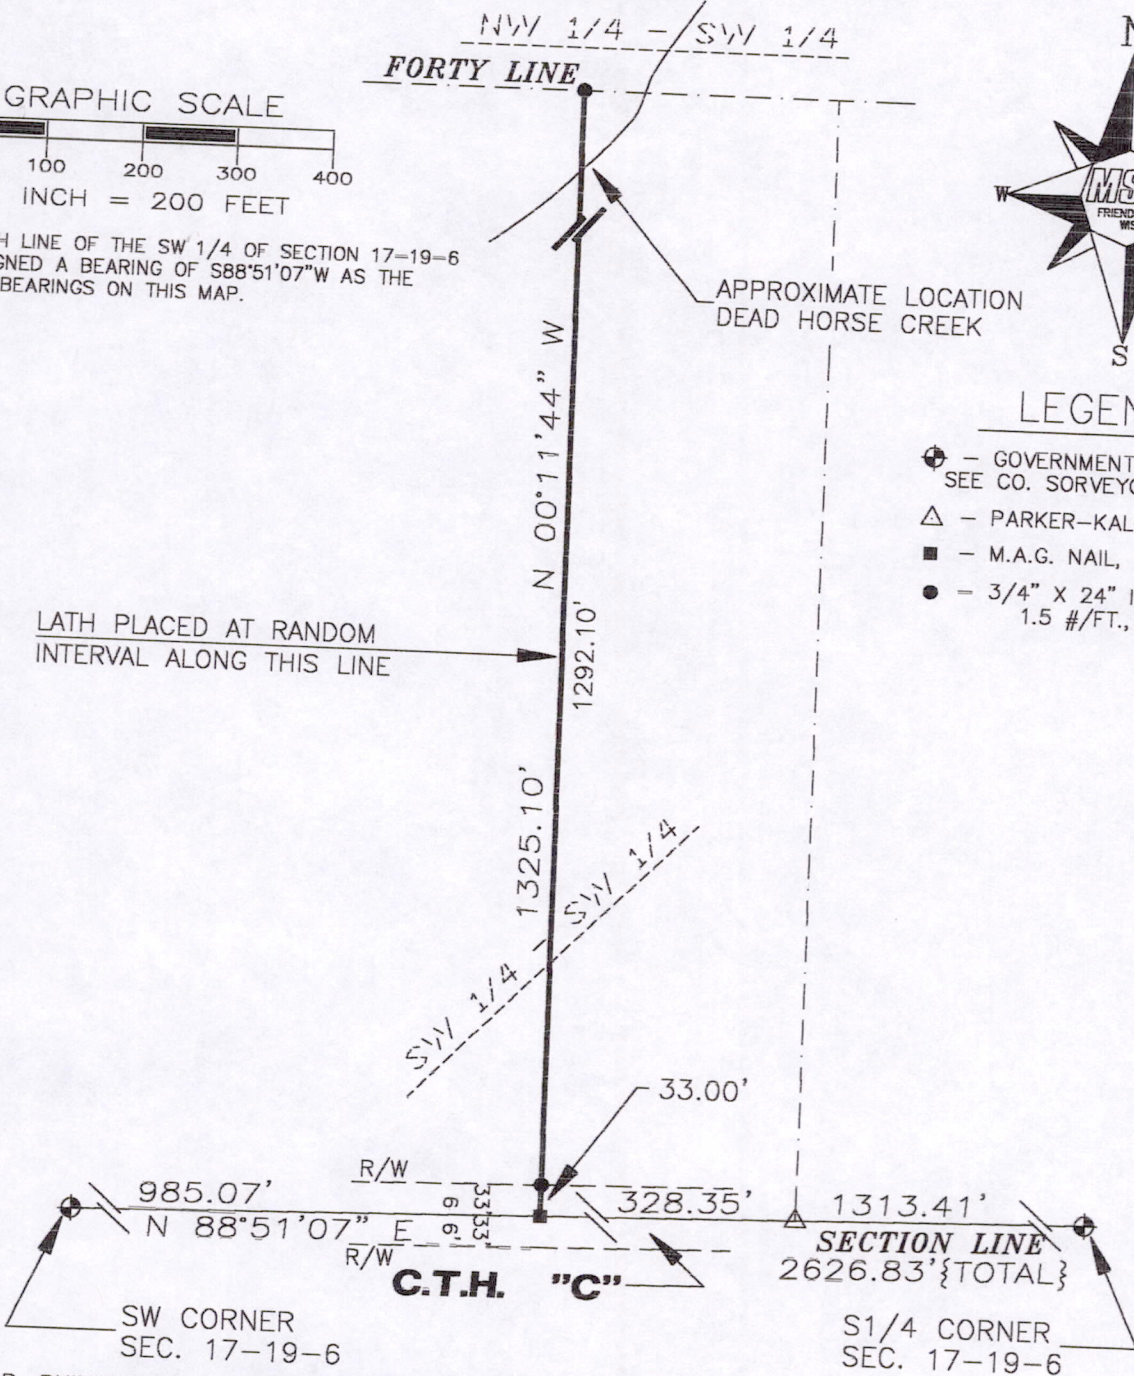 NW 1/4 - SW 1/4
FORTY LINE
GRAPHIC SCALE
100 200 300 400
INCH = 200 FEET
LINE OF THE SW 1/4 OF SECTION 17-19-6
A BEARING OF S88°51'07"W AS THE
BEARINGS ON THIS MAP.
N
W
S
APPROXIMATE LOCATION
DEAD HORSE CREEK
N 00°11'44" W
1292.10'
1325.10'
LATH PLACED AT RANDOM
INTERVAL ALONG THIS LINE
- GOVERNMENT
SEE CO.
- PARKER-
- M.A.G. NAIL,
- 3/4" X 24"
1.5 #/FT.,
SW 1/4 - SW 1/4
33.00'
R/W
985.07'
N 88°51'07" E
33' 33'
66'
R/W
328.35'
1313.41'
SECTION LINE
2626.83'{TOTAL}
C.T.H. "C"
SW CORNER
SEC. 17-19-6
S1/4 CORNER
SEC. 17-19-6